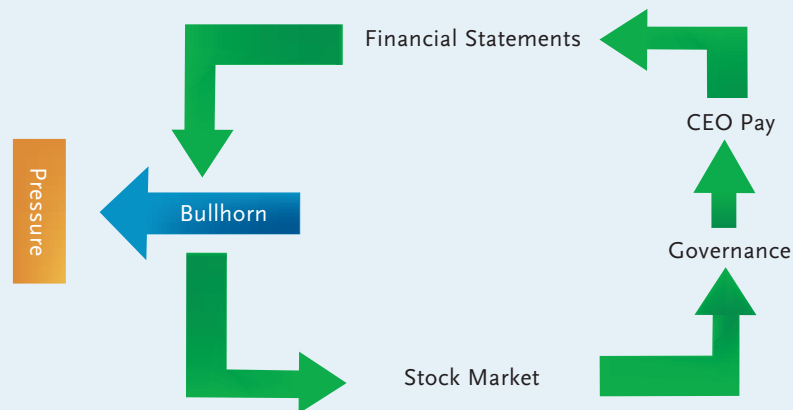 Financial Statements
CEO Pay
Pressure
Bullhorn
Governance
Stock Market